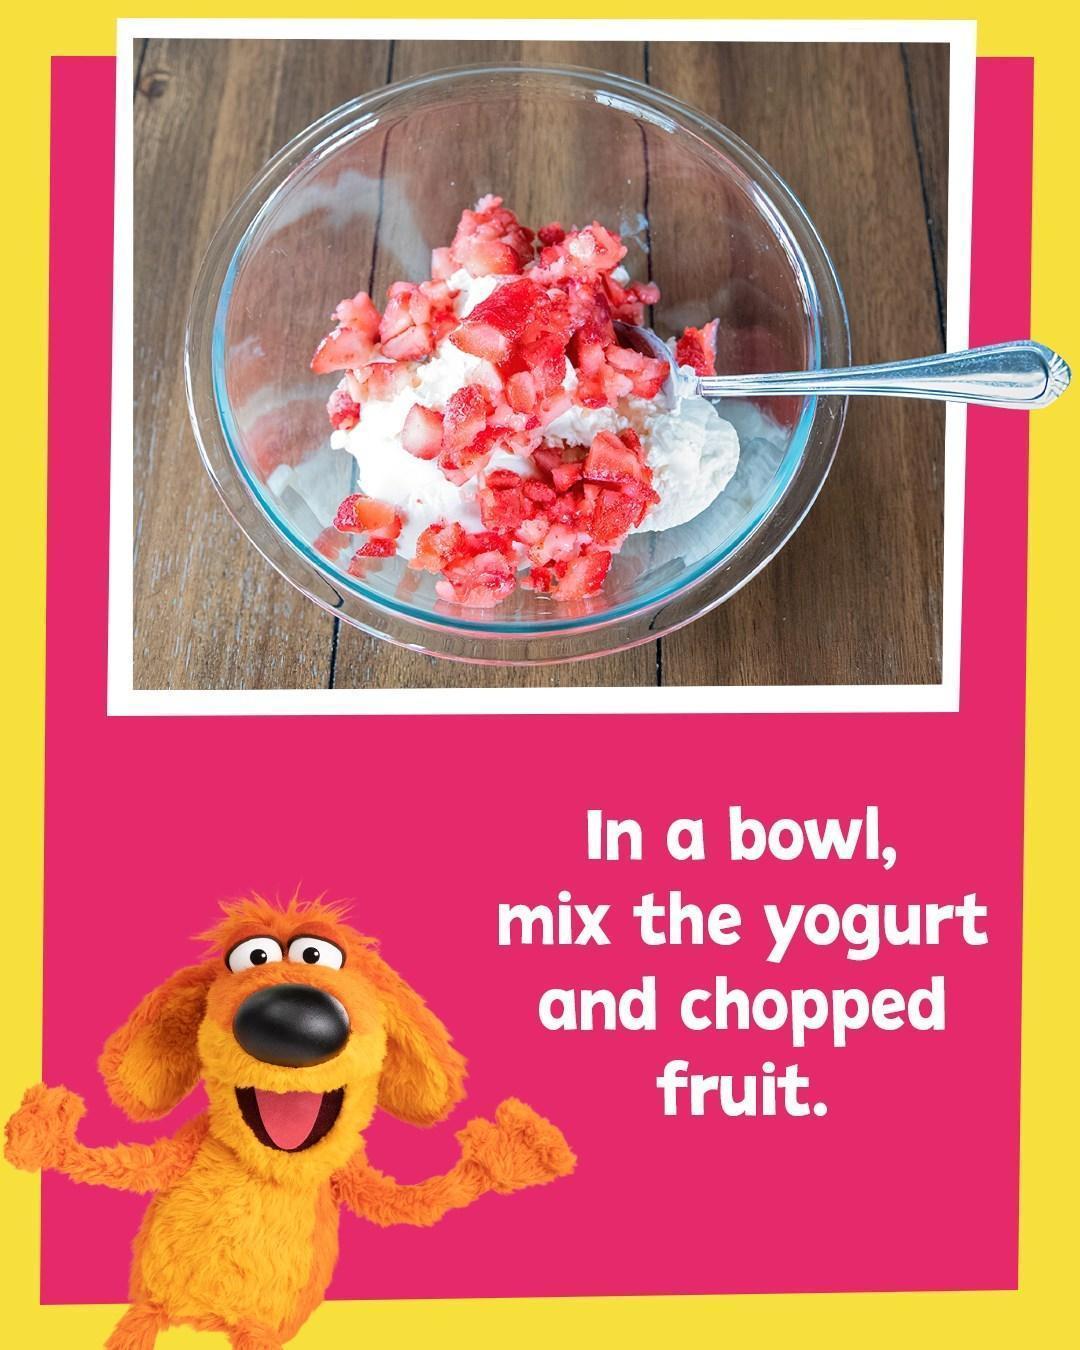 In a bowl,
mix the yogurt
and chopped
fruit.